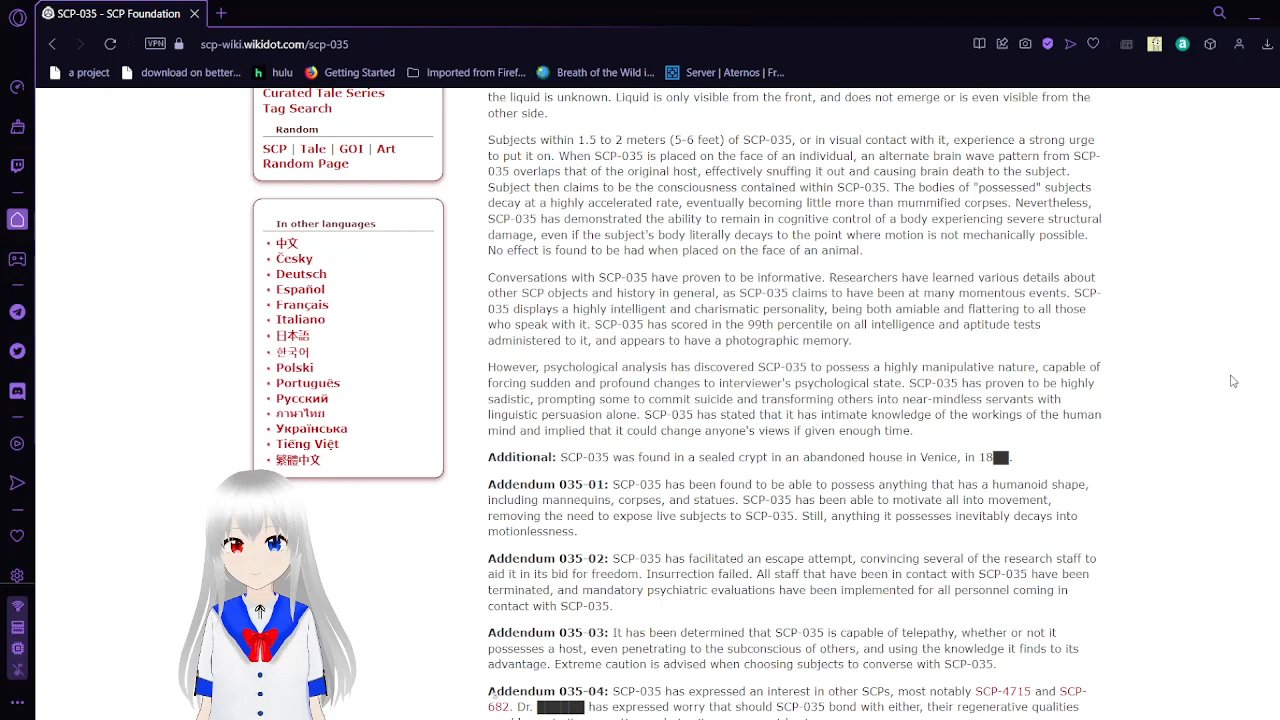 SCP-035 - SCP Foundation
VPN
scp-wiki.wikidot.com/scp-035
a project
download on better...
hulu
Getting Started
Imported from Firef...
Breath of the Wild i...
Server | Aternos | Fr...
Curated Tale Series
Tag Search
Random
SCP | Tale | GOI | Art
Random Page
In other languages
中文
Česky
Deutsch
Español
Français
Italiano
日本語
한국어
Polski
Português
Русский
ภาษาไทย
Українська
Tiếng Việt
繁體中文
the liquid is unknown. Liquid is only visible from the front, and does not emerge or is even visible from the
other side.
Subjects within 1.5 to 2 meters (5-6 feet) of SCP-035, or in visual contact with it, experience a strong urge
to put it on. When SCP-035 is placed on the face of an individual, an alternate brain wave pattern from SCP-
035 overlaps that of the original host, effectively snuffing it out and causing brain death to the subject.
Subject then claims to be the consciousness contained within SCP-035. The bodies of "possessed" subjects
decay at a highly accelerated rate, eventually becoming little more than mummified corpses. Nevertheless,
SCP-035 has demonstrated the ability to remain in cognitive control of a body experiencing severe structural
damage, even if the subject's body literally decays to the point where motion is not mechanically possible.
No effect is found to be had when placed on the face of an animal.
Conversations with SCP-035 have proven to be informative. Researchers have learned various details about
other SCP objects and history in general, as SCP-035 claims to have been at many momentous events. SCP-
035 displays a highly intelligent and charismatic personality, being both amiable and flattering to all those
who speak with it. SCP-035 has scored in the 99th percentile on all intelligence and aptitude tests
administered to it, and appears to have a photographic memory.
However, psychological analysis has discovered SCP-035 to possess a highly manipulative nature, capable of
forcing sudden and profound changes to interviewer's psychological state. SCP-035 has proven to be highly
sadistic, prompting some to commit suicide and transforming others into near-mindless servants with
linguistic persuasion alone. SCP-035 has stated that it has intimate knowledge of the workings of the human
mind and implied that it could change anyone's views if given enough time.
Additional: SCP-035 was found in a sealed crypt in an abandoned house in Venice, in 18██.
Addendum 035-01: SCP-035 has been found to be able to possess anything that has a humanoid shape,
including mannequins, corpses, and statues. SCP-035 has been able to motivate all into movement,
removing the need to expose live subjects to SCP-035. Still, anything it possesses inevitably decays into
motionlessness.
Addendum 035-02: SCP-035 has facilitated an escape attempt, convincing several of the research staff to
aid it in its bid for freedom. Insurrection failed. All staff that have been in contact with SCP-035 have been
terminated, and mandatory psychiatric evaluations have been implemented for all personnel coming in
contact with SCP-035.
Addendum 035-03: It has been determined that SCP-035 is capable of telepathy, whether or not it
possesses a host, even penetrating to the subconscious of others, and using the knowledge it finds to its
advantage. Extreme caution is advised when choosing subjects to converse with SCP-035.
Addendum 035-04: SCP-035 has expressed an interest in other SCPs, most notably SCP-4715 and SCP-
682. Dr. ██████ has expressed worry that should SCP-035 bond with either, their regenerative qualities